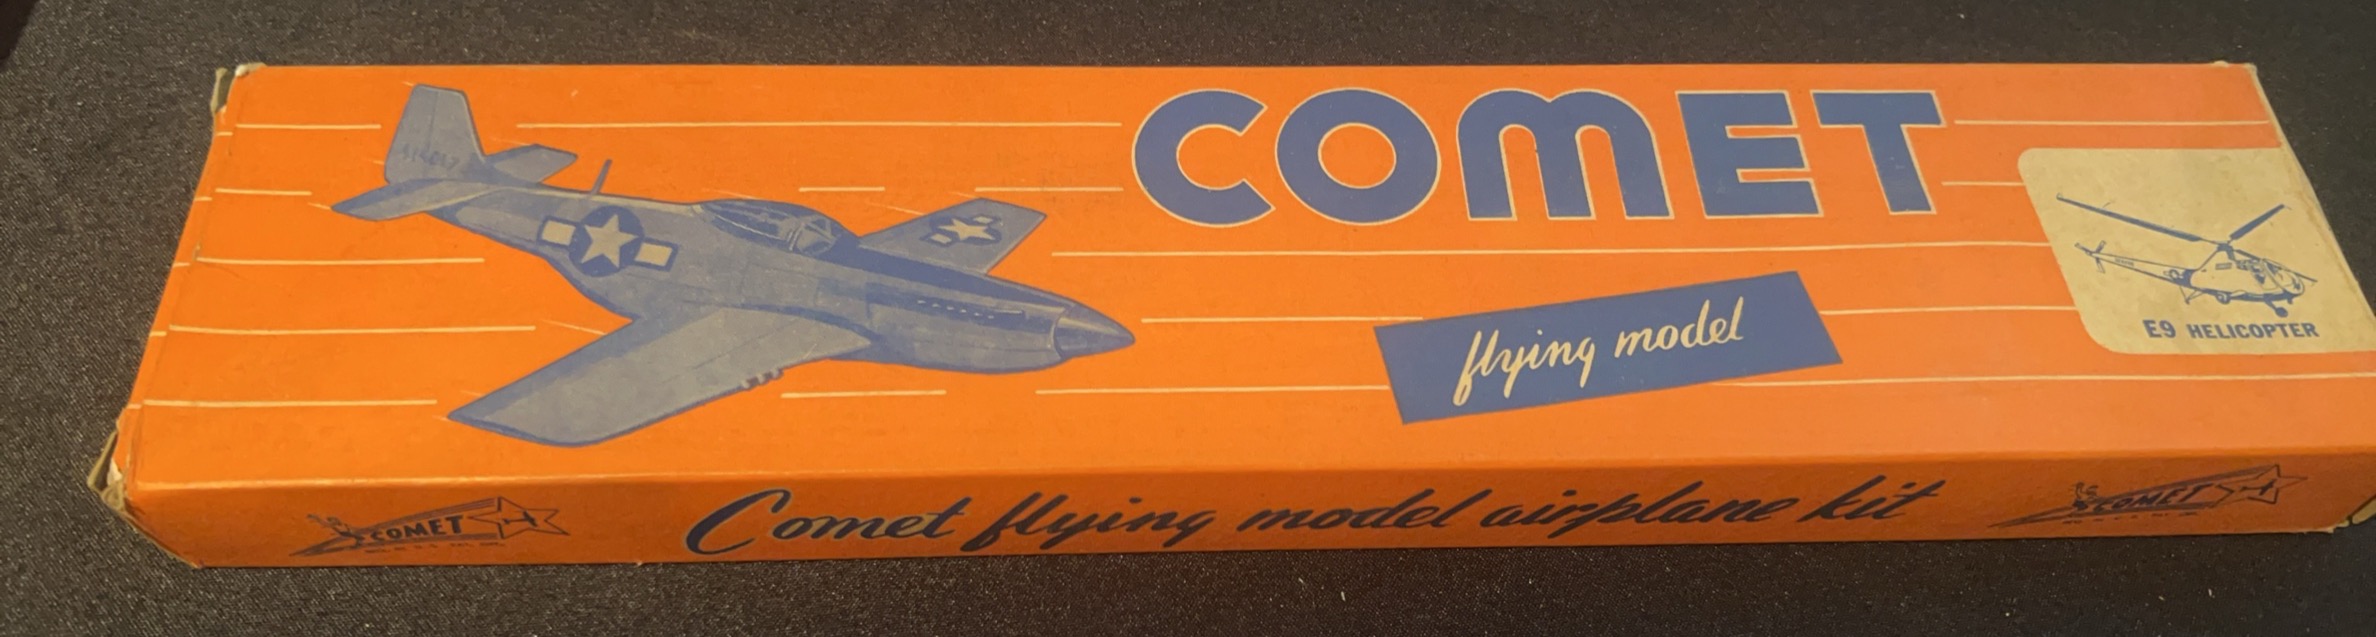 COMET
flying model
E9 HELICOPTER
Comet flying model airplane kit
COMET
COMET